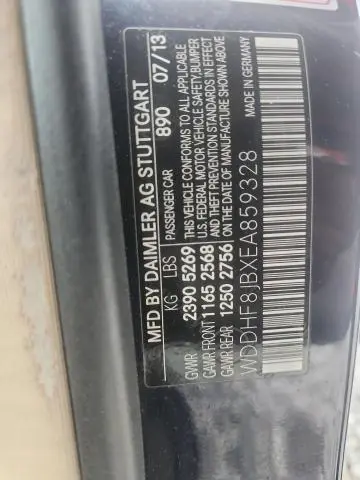 MFD BY DAIMLER AG STUTTGART
KG LBS PASSENGER CAR 890 07/13
GVWR 2390 5269 THIS VEHICLE CONFORMS TO ALL APPLICABLE
GAWR FRONT 1165 2568 U.S. FEDERAL MOTOR VEHICLE SAFETY, BUMPER
GAWR REAR 1250 2756 AND THEFT PREVENTION STANDARDS IN EFFECT
ON THE DATE OF MANUFACTURE SHOWN ABOVE
WDDHF8JBXEA859328
MADE IN GERMANY